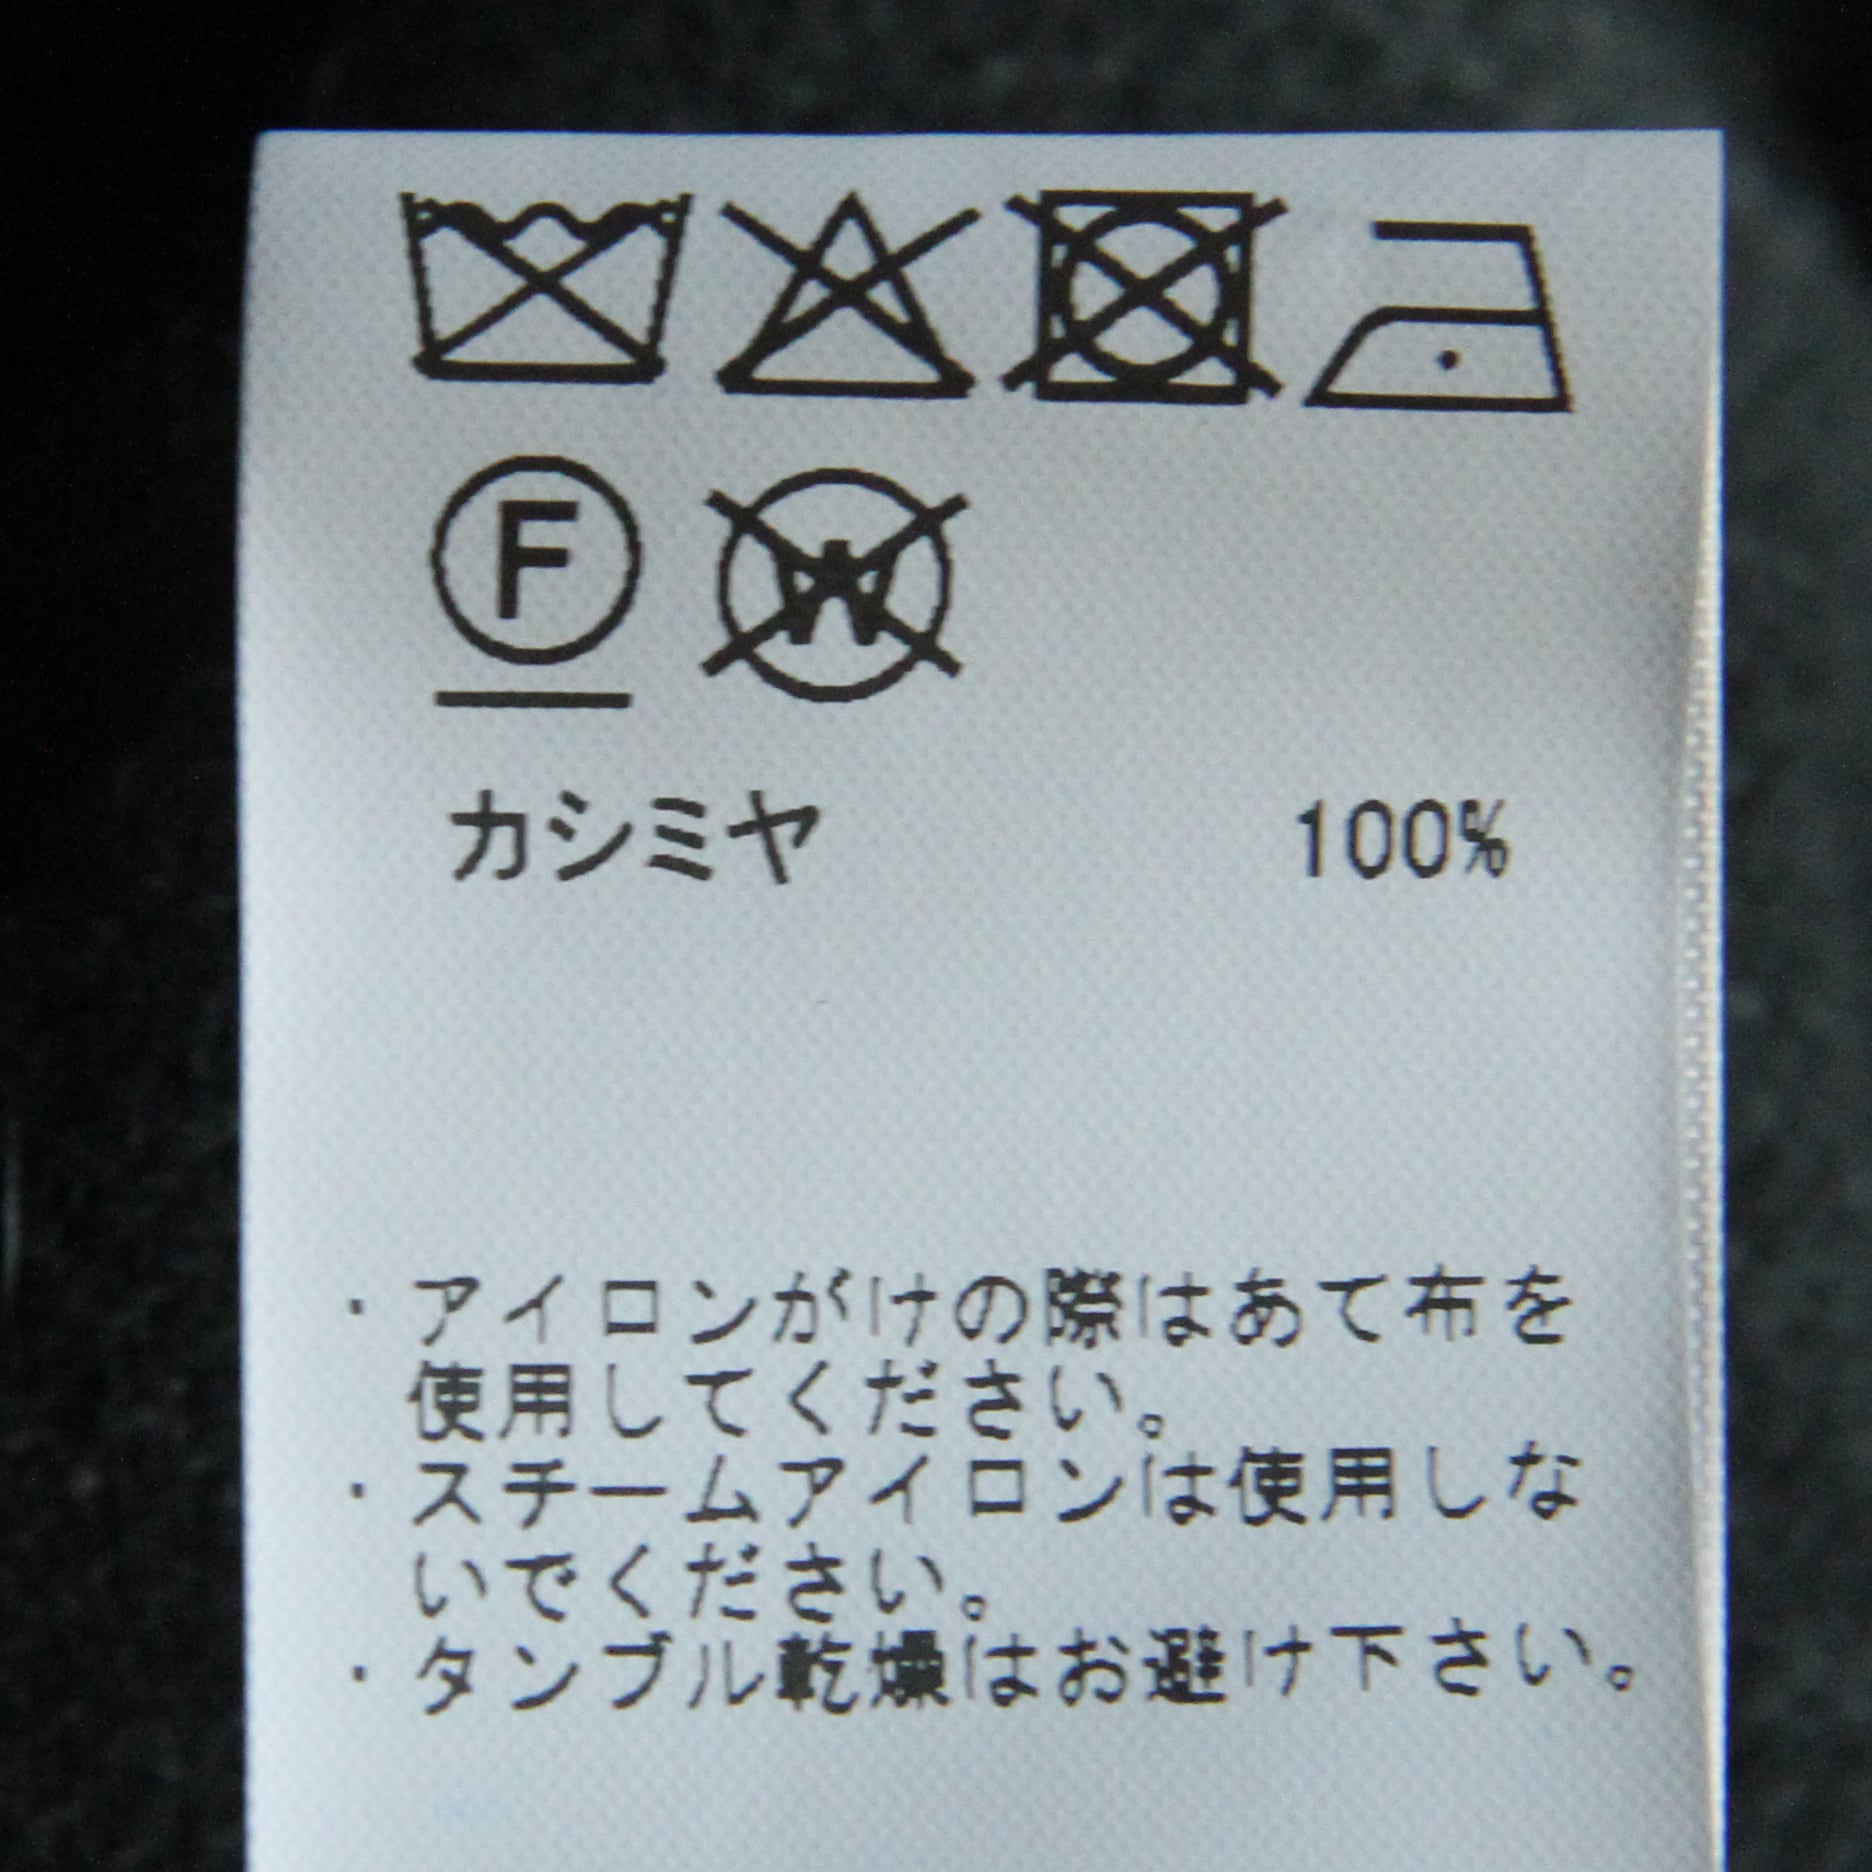 F
W
カシミヤ 100%
・アイロンがけの際はあて布を
使用してください。
・スチームアイロンは使用しな
いでください。
・タンブル乾燥はお避け下さい。